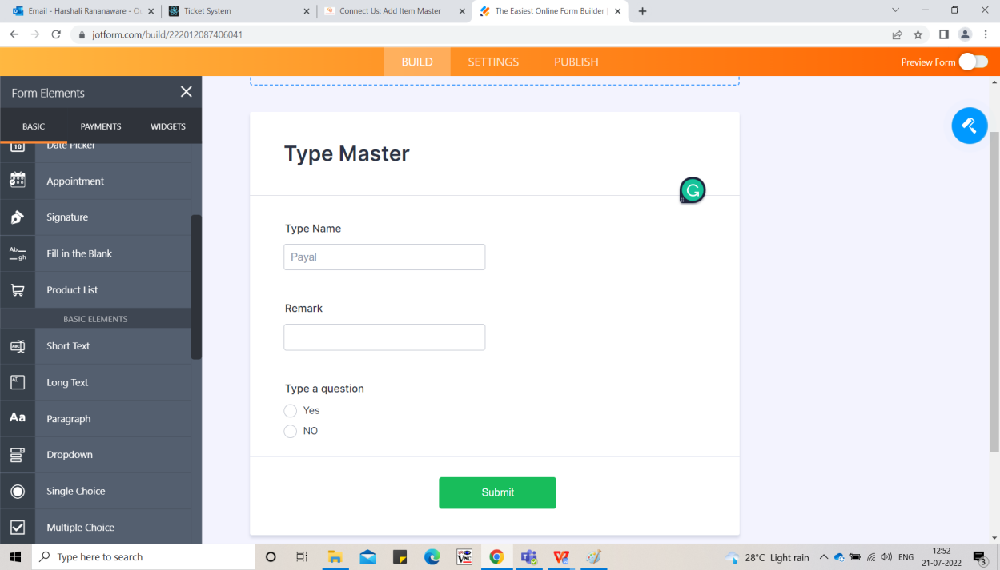 Email - Harshali Rananaware - Ou
Ticket System
Connect Us: Add Item Master
The Easiest Online Form Builder
jotform.com/build/222012087406041
BUILD
SETTINGS
PUBLISH
Preview Form
Form Elements
BASIC
PAYMENTS
WIDGETS
10
Date Picker
Appointment
Signature
Ab
gh
Fill in the Blank
Product List
BASIC ELEMENTS
ABC
Short Text
Long Text
Aa
Paragraph
Dropdown
Single Choice
Multiple Choice
Type Master
Type Name
Payal
Remark
Type a question
Yes
NO
Submit
Type here to search
28°C Light rain
ENG
12:52
21-07-2022
3